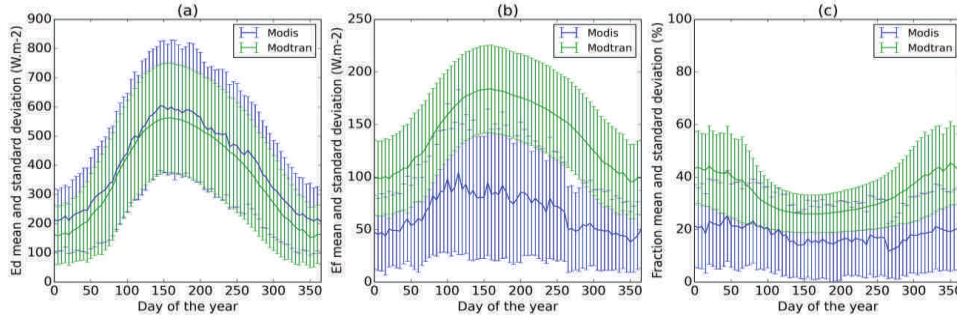 (a)
900
800
700
600
500
400
300
200
100
0
Ed mean and standard deviation (W.m-2)
Modis
Modtran
0 50 100 150 200 250 300 350
Day of the year
(b)
250
200
150
100
50
0
Ef mean and standard deviation (W.m-2)
Modis
Modtran
0 50 100 150 200 250 300 350
Day of the year
(c)
100
80
60
40
20
0
Fraction mean and standard deviation (%)
Modis
Modtran
0 50 100 150 200 250 300 350
Day of the year